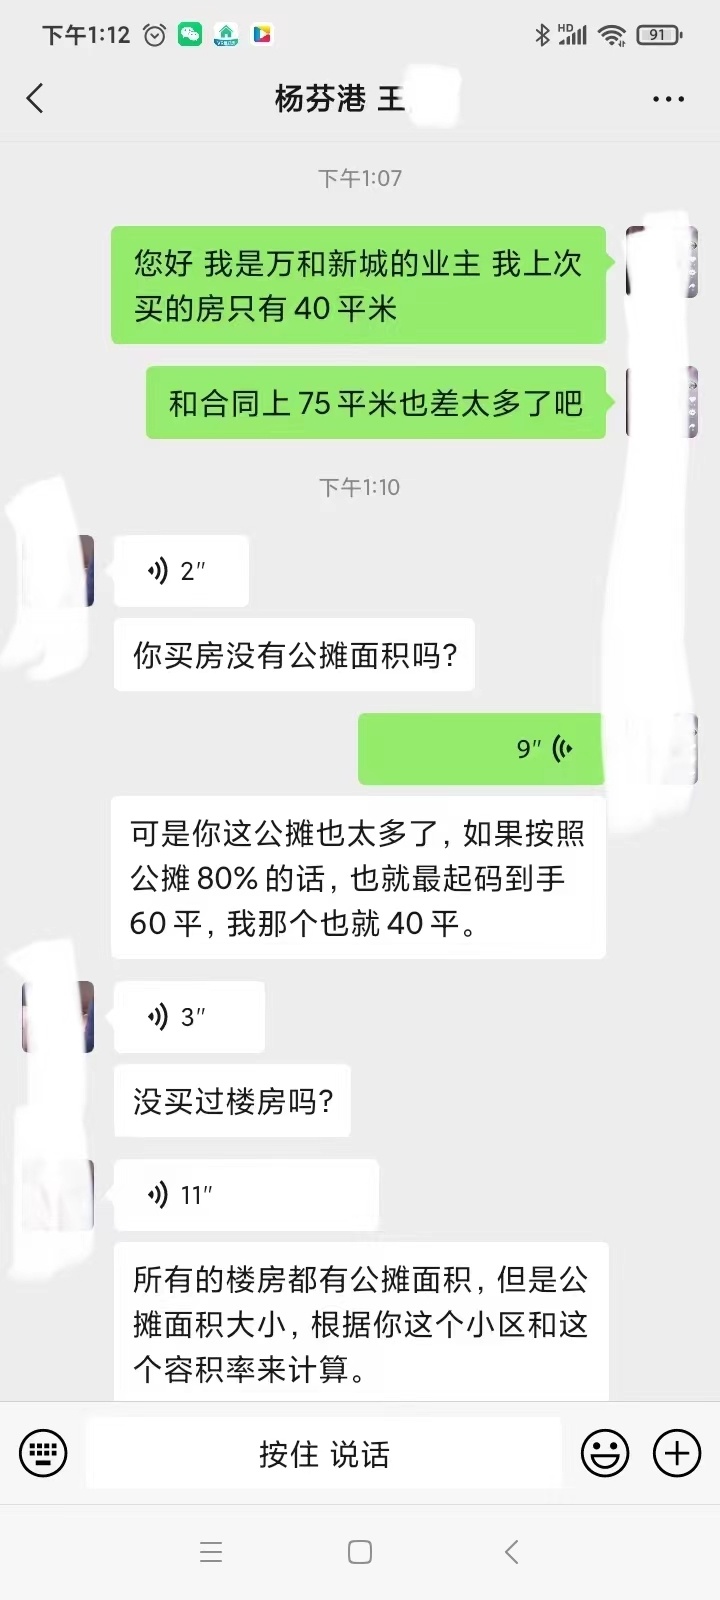 下午1:12
HD
91
杨芬港 王
下午1:07
您好 我是万和新城的业主 我上次
买的房只有40平米
和合同上75平米也差太多了吧
下午1:10
2"
你买房没有公摊面积吗?
9"
可是你这公摊也太多了, 如果按照
公摊80%的话, 也就最起码到手
60平, 我那个也就40平。
3"
没买过楼房吗?
11"
所有的楼房都有公摊面积, 但是公
摊面积大小, 根据你这个小区和这
个容积率来计算。
按住 说话